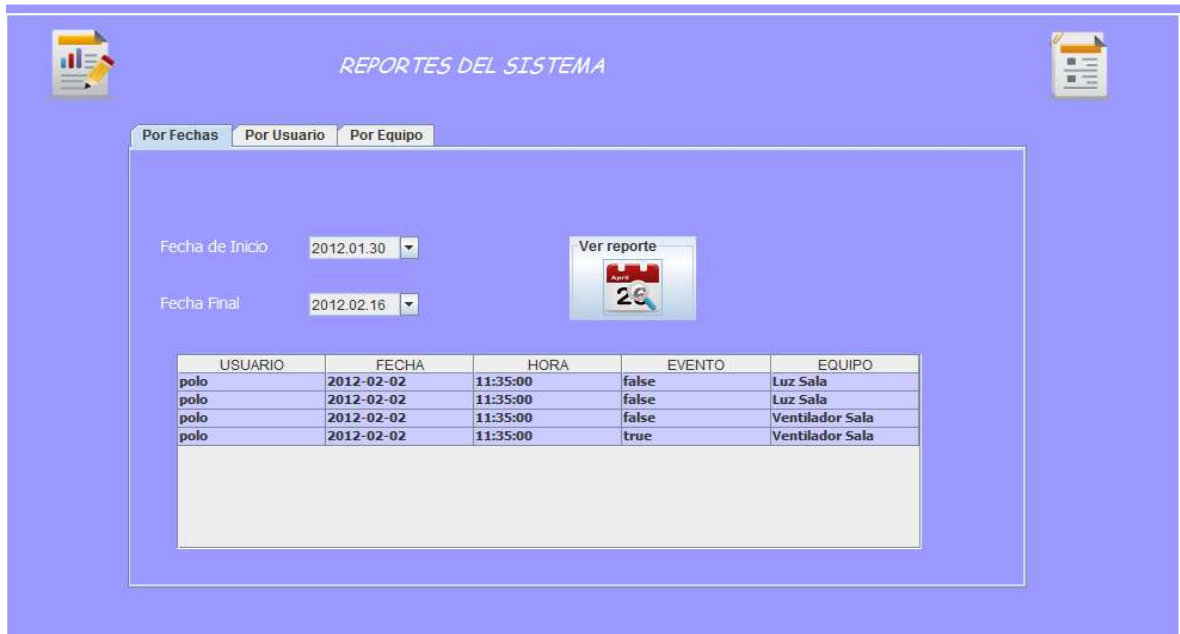 REPORTES DEL SISTEMA
Por Fechas Por Usuario Por Equipo
Fecha de Inicio 2012.01.30
Ver reporte
April
26
Fecha Final 2012.02.16
USUARIO FECHA HORA EVENTO EQUIPO
polo 2012-02-02 11:35:00 false Luz Sala
polo 2012-02-02 11:35:00 false Luz Sala
polo 2012-02-02 11:35:00 false Ventilador Sala
polo 2012-02-02 11:35:00 true Ventilador Sala